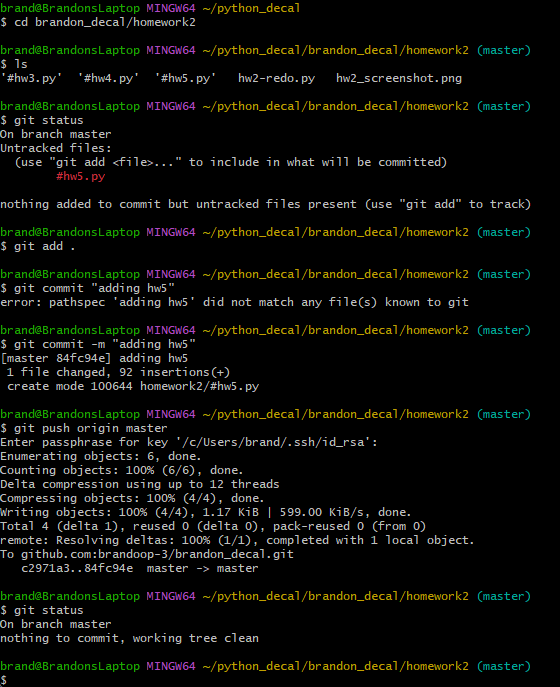 brand@BrandonsLaptop MINGW64 ~/python_decal
$ cd brandon_decal/homework2
brand@BrandonsLaptop MINGW64 ~/python_decal/brandon_decal/homework2 (master)
$ ls
'#hw3.py'  '#hw4.py'  '#hw5.py'   hw2-redo.py   hw2_screenshot.png
brand@BrandonsLaptop MINGW64 ~/python_decal/brandon_decal/homework2 (master)
$ git status
On branch master
Untracked files:
  (use "git add <file>..." to include in what will be committed)
        #hw5.py
nothing added to commit but untracked files present (use "git add" to track)
brand@BrandonsLaptop MINGW64 ~/python_decal/brandon_decal/homework2 (master)
$ git add .
brand@BrandonsLaptop MINGW64 ~/python_decal/brandon_decal/homework2 (master)
$ git commit "adding hw5"
error: pathspec 'adding hw5' did not match any file(s) known to git
brand@BrandonsLaptop MINGW64 ~/python_decal/brandon_decal/homework2 (master)
$ git commit -m "adding hw5"
[master 84fc94e] adding hw5
 1 file changed, 92 insertions(+)
 create mode 100644 homework2/#hw5.py
brand@BrandonsLaptop MINGW64 ~/python_decal/brandon_decal/homework2 (master)
$ git push origin master
Enter passphrase for key '/c/Users/brand/.ssh/id_rsa':
Enumerating objects: 6, done.
Counting objects: 100% (6/6), done.
Delta compression using up to 12 threads
Compressing objects: 100% (4/4), done.
Writing objects: 100% (4/4), 1.17 KiB | 599.00 KiB/s, done.
Total 4 (delta 1), reused 0 (delta 0), pack-reused 0 (from 0)
remote: Resolving deltas: 100% (1/1), completed with 1 local object.
To github.com:brandoop-3/brandon_decal.git
   c2971a3..84fc94e  master -> master
brand@BrandonsLaptop MINGW64 ~/python_decal/brandon_decal/homework2 (master)
$ git status
On branch master
nothing to commit, working tree clean
brand@BrandonsLaptop MINGW64 ~/python_decal/brandon_decal/homework2 (master)
$